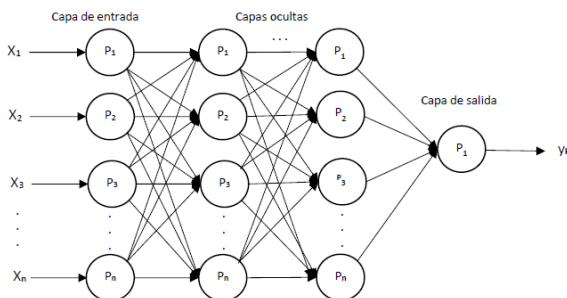 Capa de entrada
Capas ocultas
...
X₁ P₁ P₁ P₁
X₂ P₂ P₂ P₂
Capa de salida
P₁
X₃ P₃ P₃ P₃
Xₙ Pₙ Pₙ Pₙ